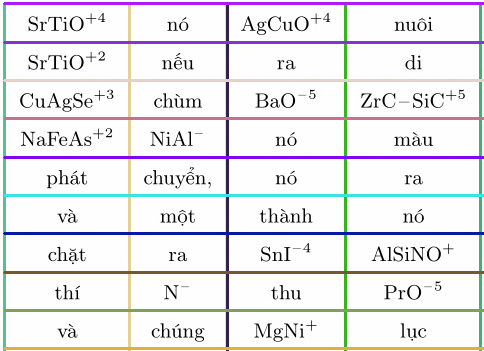 SrTiO⁺⁴ nó AgCuO⁺⁴ nuôi
SrTiO⁺² nếu ra di
CuAgSe⁺³ chùm BaO⁻⁵ ZrC–SiC⁺⁵
NaFeAs⁺² NiAl⁻ nó màu
phát chuyển, nó ra
và một thành nó
chặt ra SnI⁻⁴ AlSiNO⁺
thí N⁻ thu PrO⁻⁵
và chúng MgNi⁺ lục